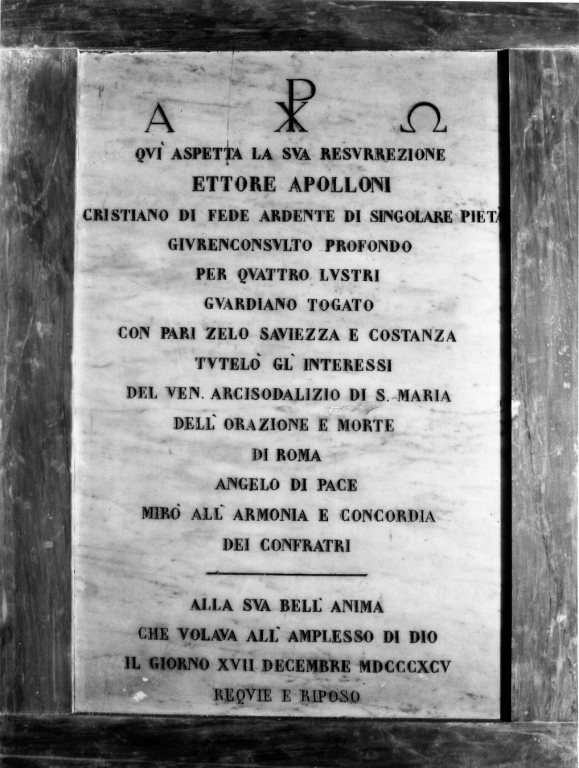 Α ☧ Ω
QVÌ ASPETTA LA SVA RESVRREZIONE
ETTORE APOLLONI
CRISTIANO DI FEDE ARDENTE DI SINGOLARE PIETÀ
GIVRENCONSVLTO PROFONDO
PER QVATTRO LVSTRI
GVARDIANO TOGATO
CON PARI ZELO SAVIEZZA E COSTANZA
TVTELÒ GL' INTERESSI
DEL VEN. ARCISODALIZIO DI S. MARIA
DELL' ORAZIONE E MORTE
DI ROMA
ANGELO DI PACE
MIRÒ ALL' ARMONIA E CONCORDIA
DEI CONFRATRI
ALLA SVA BELL' ANIMA
CHE VOLAVA ALL' AMPLESSO DI DIO
IL GIORNO XVII DECEMBRE MDCCCXCV
REQVIE E RIPOSO